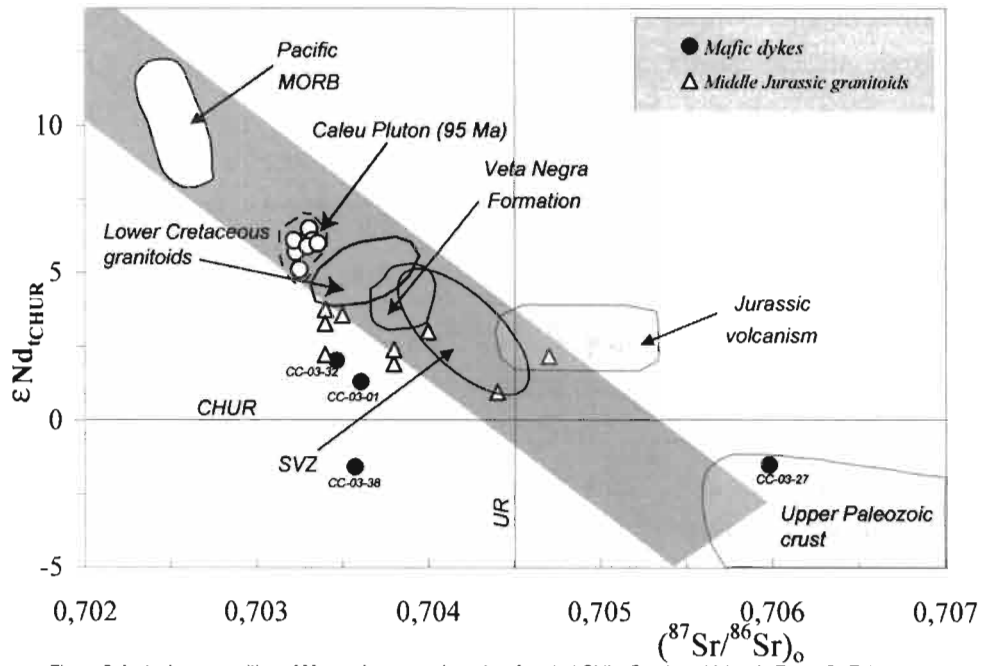 Mafic dykes
Middle Jurassic granitoids
Pacific
MORB
Caleu Pluton (95 Ma)
Veta Negra
Formation
Lower Cretaceous
granitoids
Jurassic
volcanism
CC-03-32
CC-03-01
CHUR
SVZ
CC-03-38
UR
CC-03-27
Upper Paleozoic
crust
10
5
0
-5
εNd tCHUR
0,702 0,703 0,704 0,705 0,706 0,707
(87Sr/86Sr)o